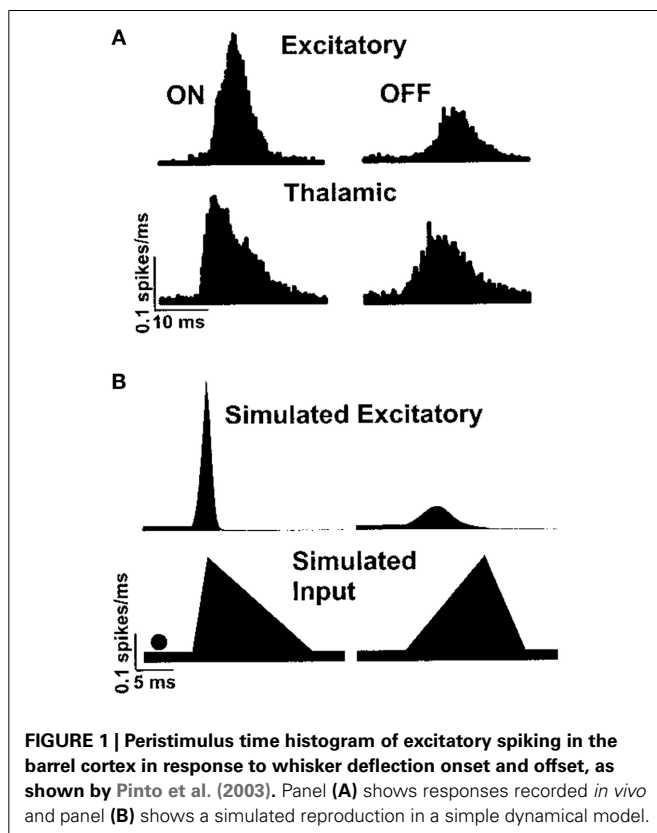 A
Excitatory
ON
OFF
Thalamic
0.1 spikes/ms
10 ms
B
Simulated Excitatory
Simulated
Input
0.1 spikes/ms
5 ms
FIGURE 1 | Peristimulus time histogram of excitatory spiking in the
barrel cortex in response to whisker deflection onset and offset, as
shown by Pinto et al. (2003). Panel (A) shows responses recorded in vivo
and panel (B) shows a simulated reproduction in a simple dynamical model.